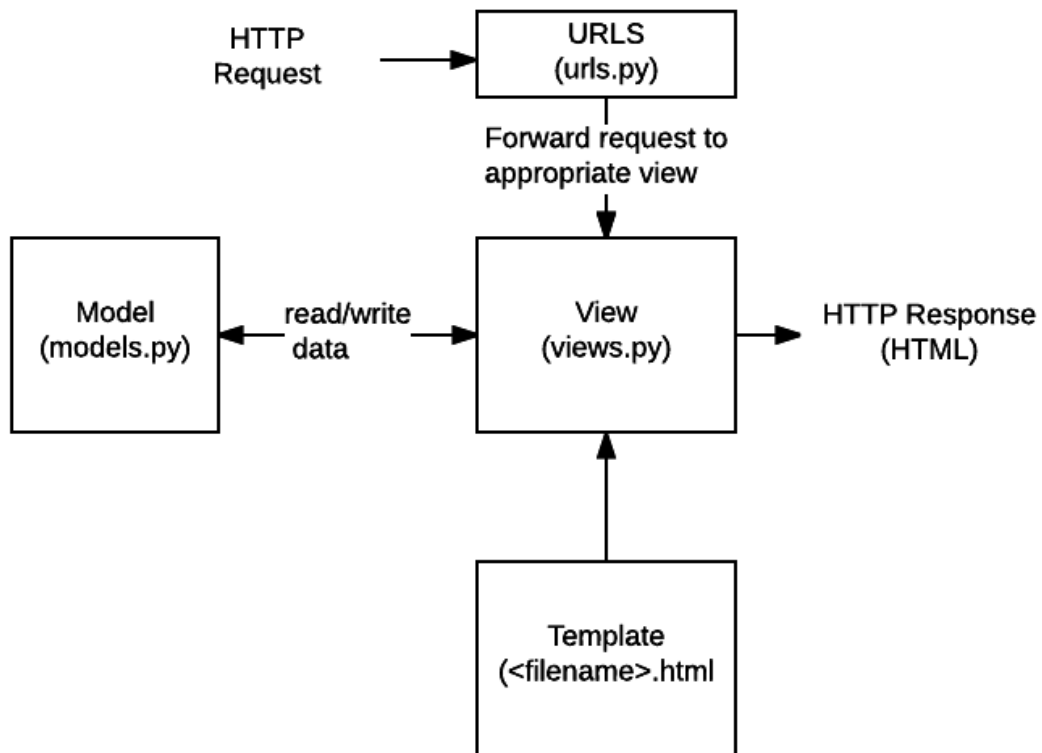 HTTP
Request
URLS
(urls.py)
Forward request to
appropriate view
Model
(models.py)
read/write
data
View
(views.py)
HTTP Response
(HTML)
Template
(<filename>.html